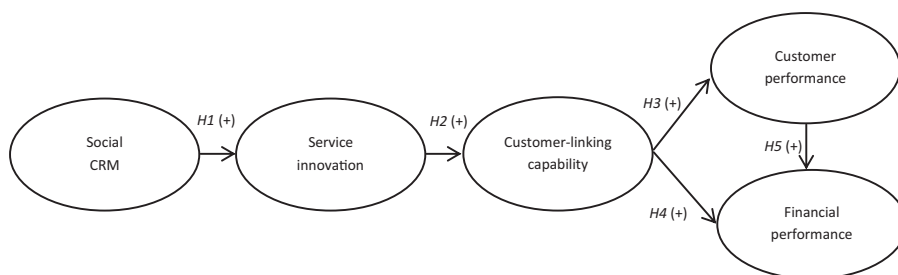 Social
CRM
H1 (+)
Service
innovation
H2 (+)
Customer-linking
capability
H3 (+)
H4 (+)
Customer
performance
H5 (+)
Financial
performance